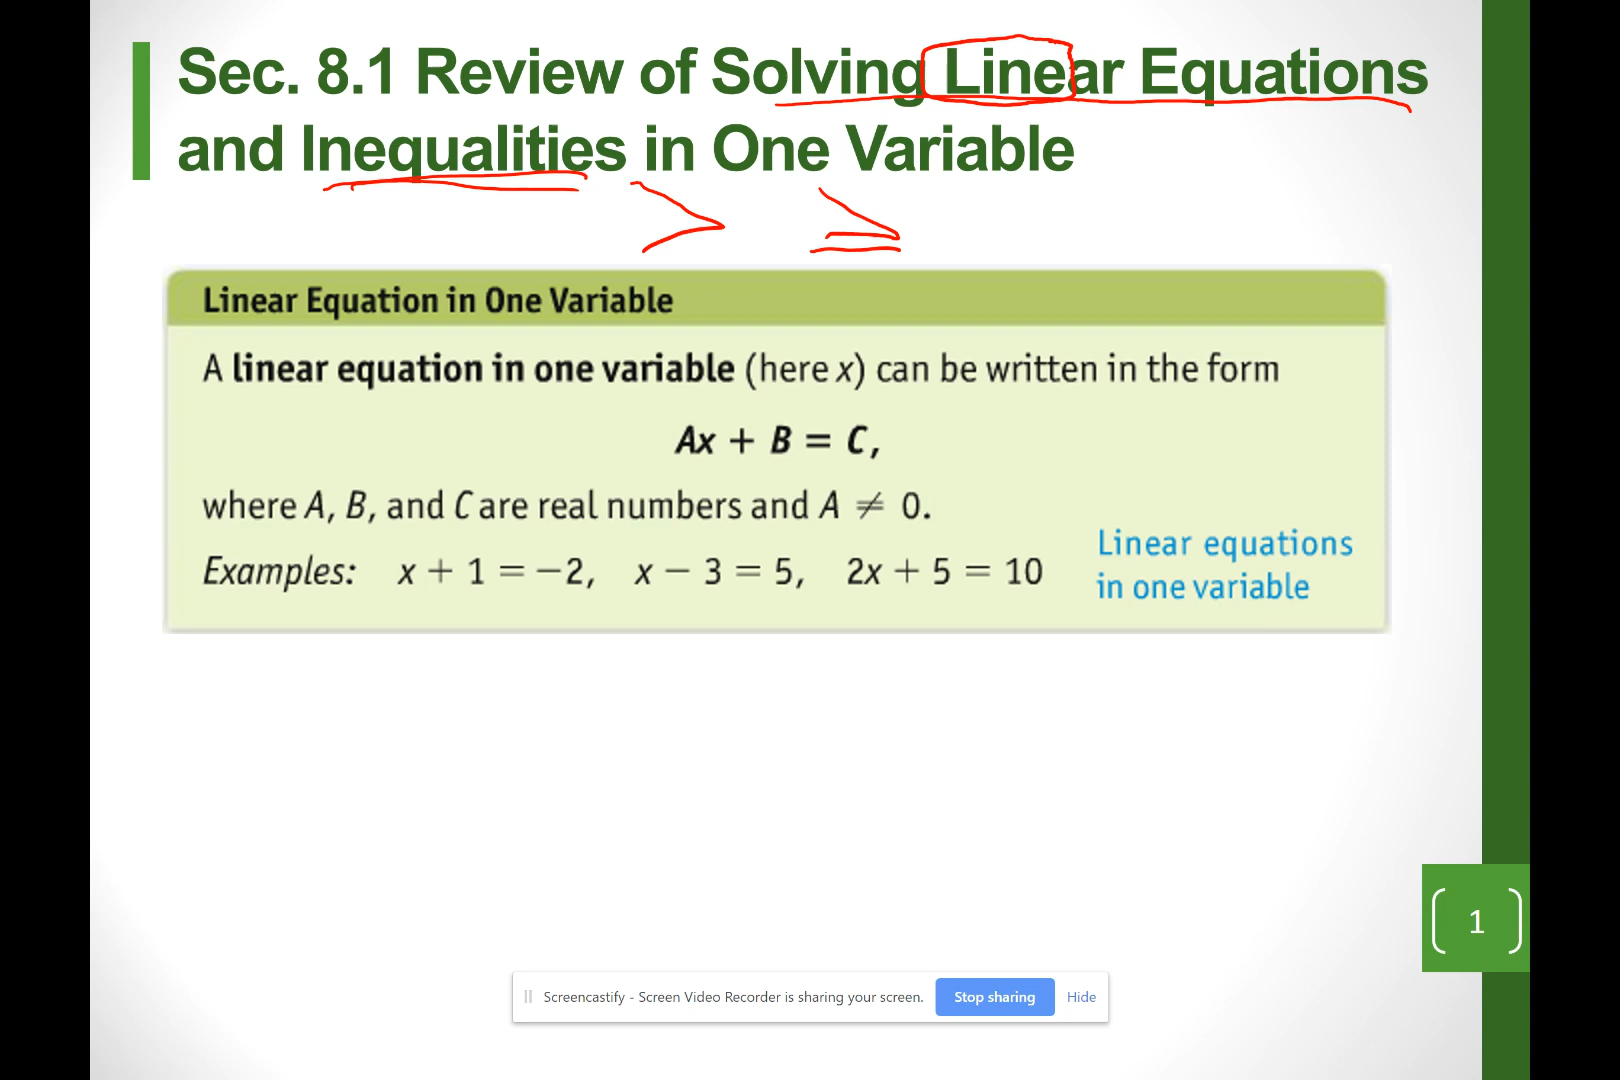 Sec. 8.1 Review of Solving Linear Equations
and Inequalities in One Variable
> ≥
Linear Equation in One Variable
A linear equation in one variable (here x) can be written in the form
Ax + B = C,
where A, B, and C are real numbers and A ≠ 0.
Examples: x + 1 = −2, x − 3 = 5, 2x + 5 = 10
Linear equations
in one variable
1
Screencastify - Screen Video Recorder is sharing your screen. Stop sharing Hide